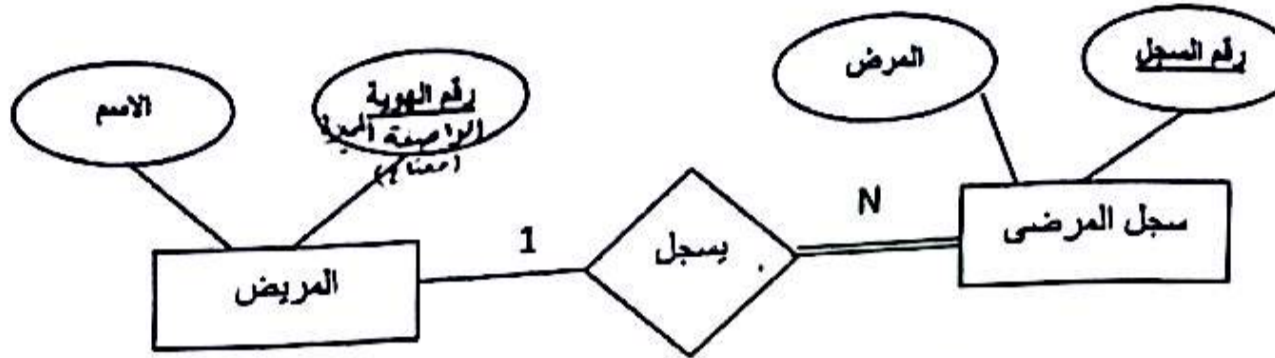 المرض
رقم السجل
الاسم
رقم الهوية
سجل المرضى
N
يسجل
1
المريض